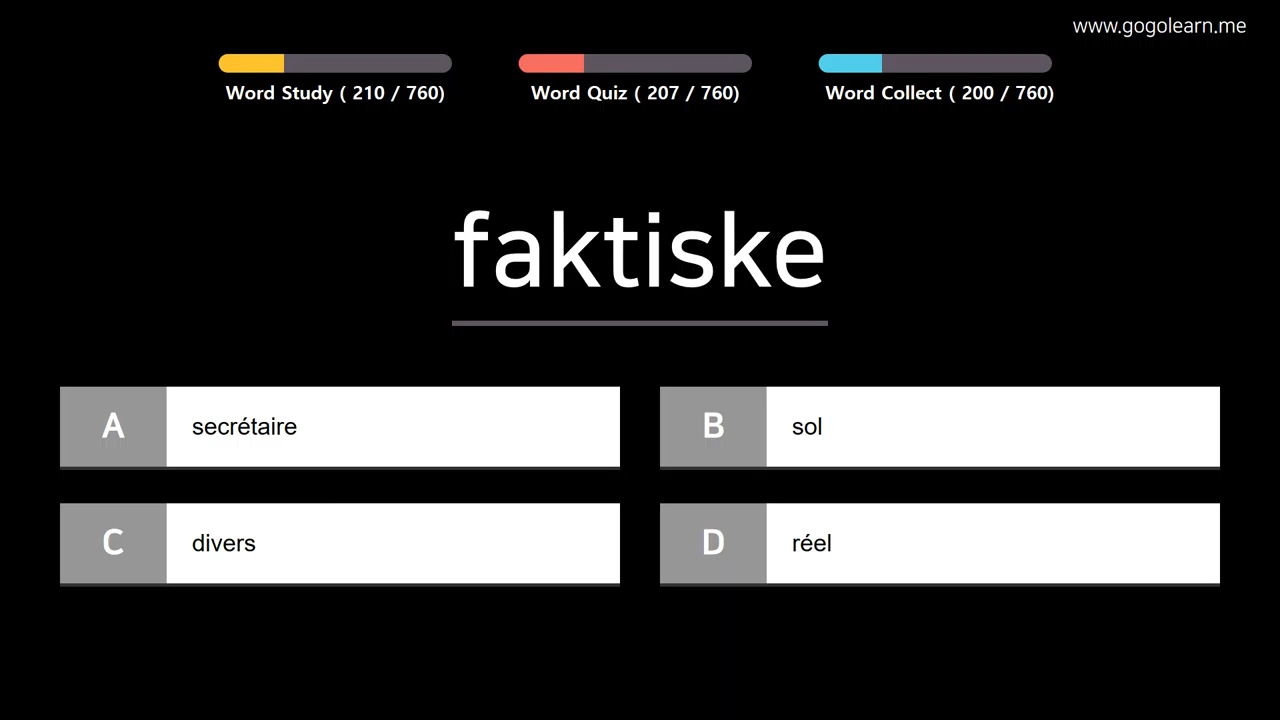 www.gogolearn.me
Word Study ( 210 / 760)
Word Quiz ( 207 / 760)
Word Collect ( 200 / 760)
faktiske
A secrétaire
B sol
C divers
D réel